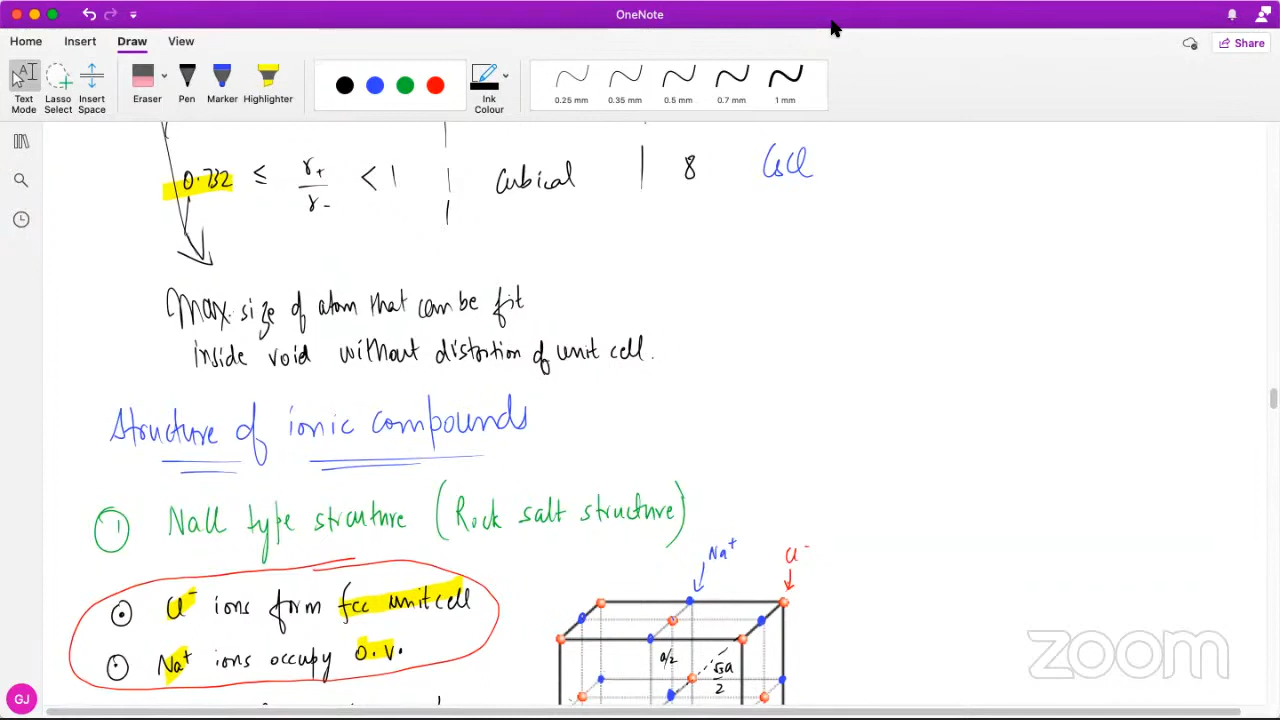 OneNote
Home Insert Draw View
Share
Text Mode
Lasso Select
Insert Space
Eraser
Pen
Marker
Highlighter
Ink Colour
0.25 mm 0.35 mm 0.5 mm 0.7 mm 1 mm
0.732 ≤ r+/r- < 1 | cubical | 8 CsCl
Max. size of atom that can be fit
inside void without distortion of unit cell.
Structure of ionic compounds
① NaCl type structure (Rock salt structure)
Na+ Cl-
⊙ Cl- ions form fcc unit cell
⊙ Na+ ions occupy O.V.
a/2
√2a/2
zoom
GJ